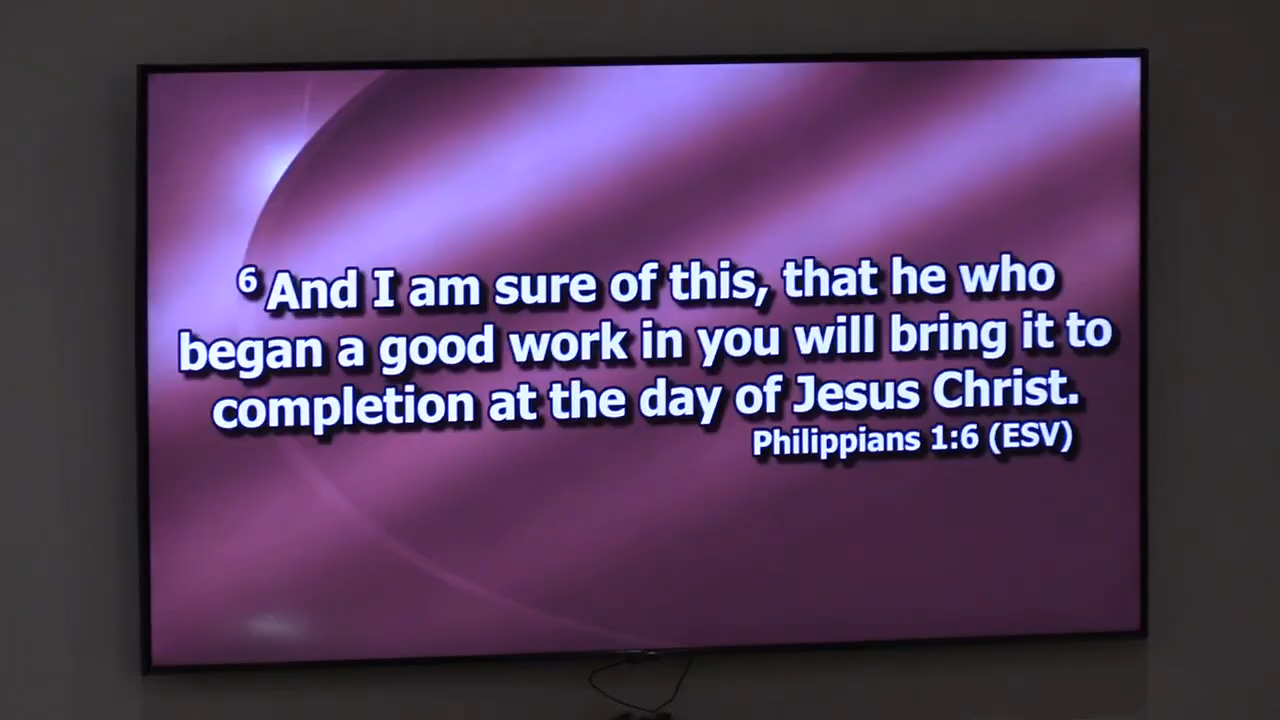 6 And I am sure of this, that he who
began a good work in you will bring it to
completion at the day of Jesus Christ.
Philippians 1:6 (ESV)